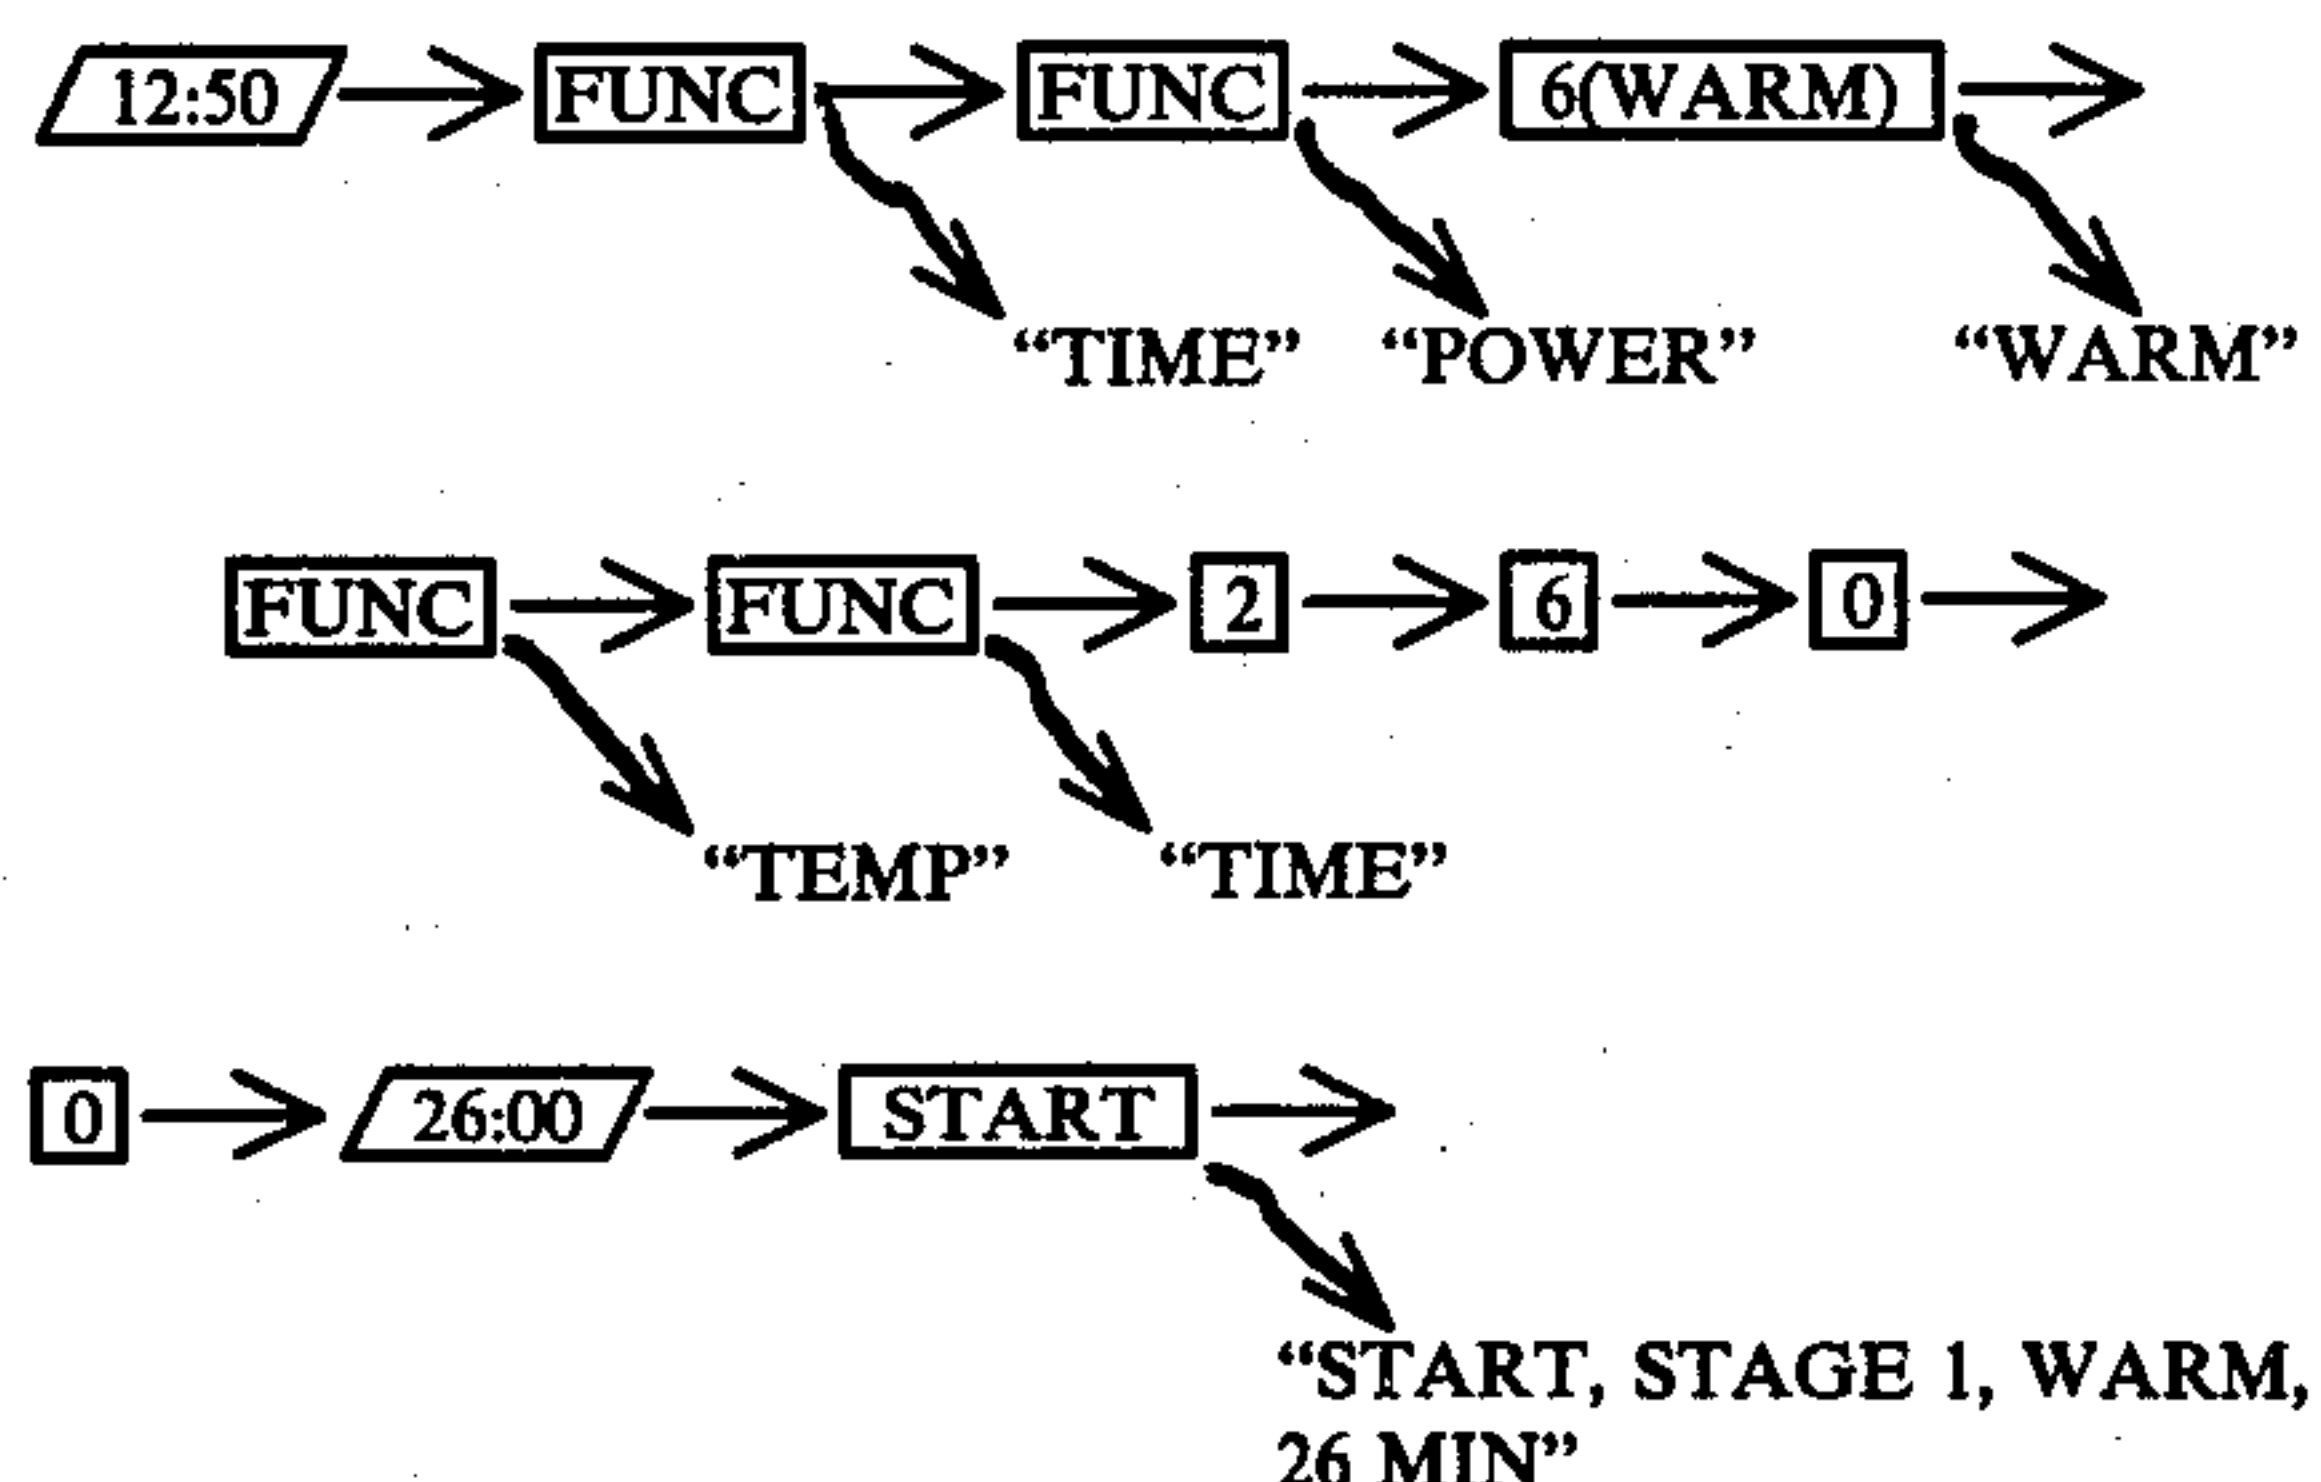 12:50 FUNC FUNC 6(WARM)
“TIME” “POWER” “WARM”
FUNC FUNC 2 6 0
“TEMP” “TIME”
0 26:00 START
“START, STAGE 1, WARM,
26 MIN”